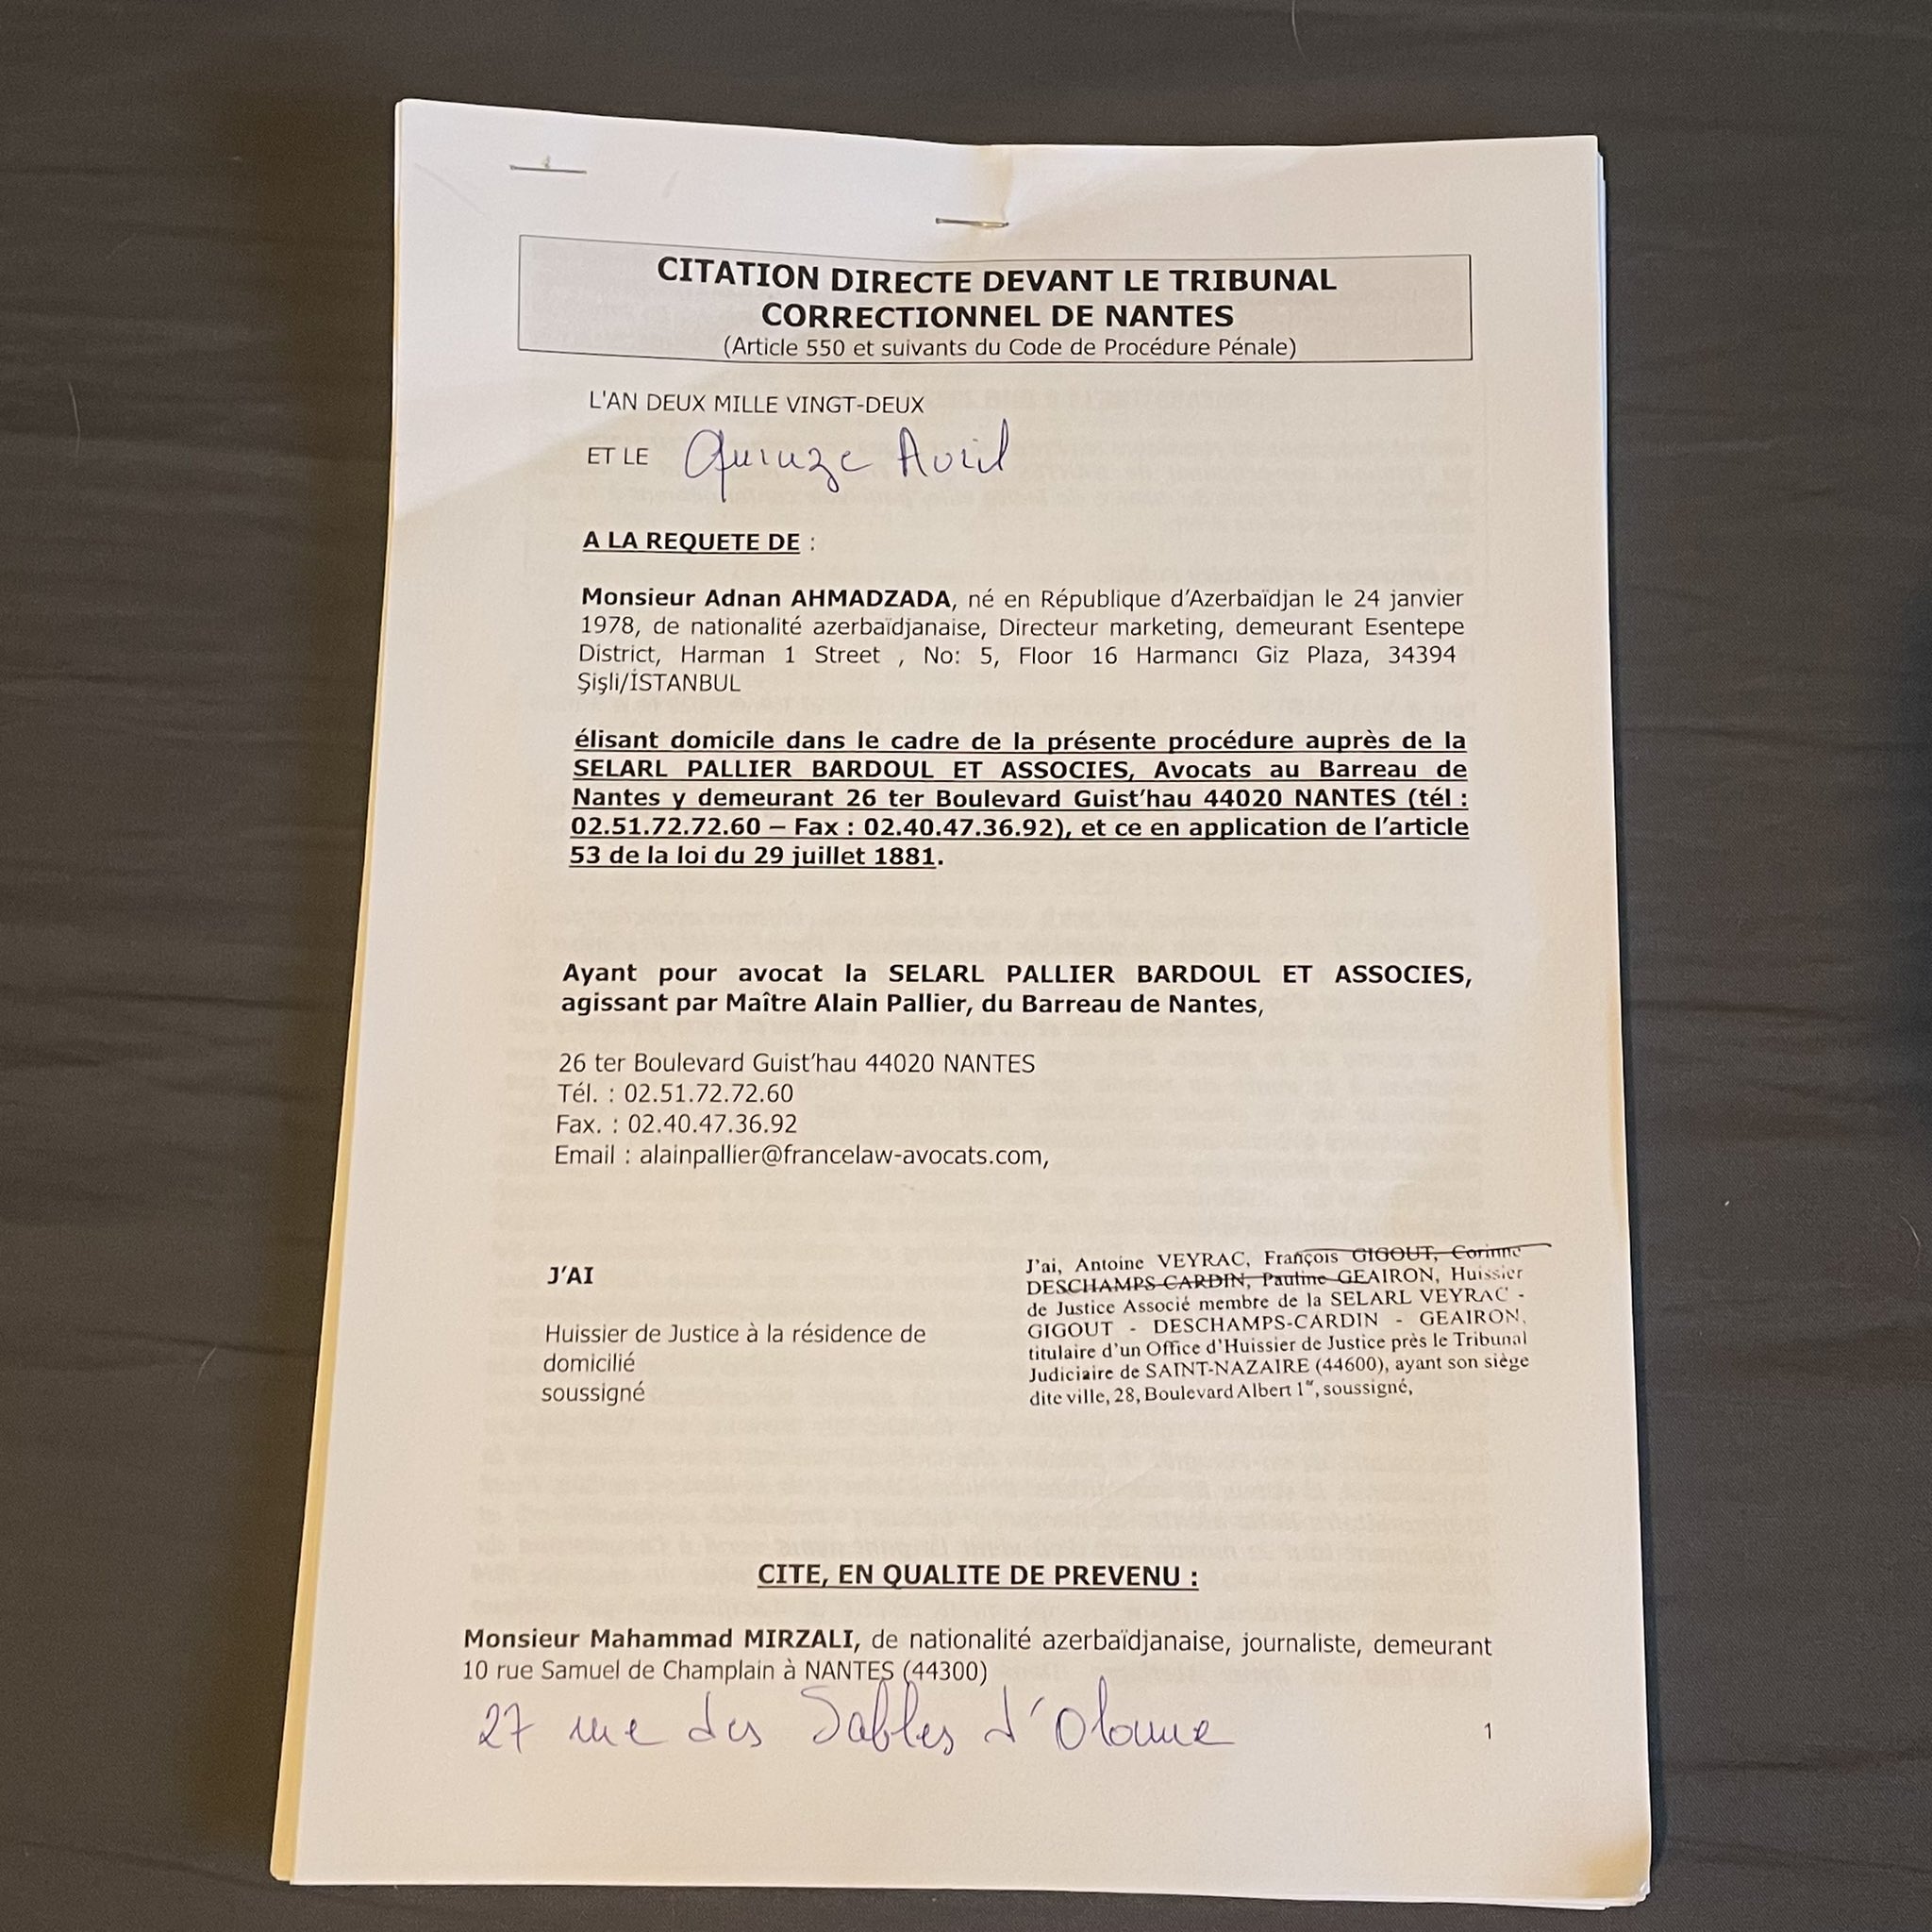 CITATION DIRECTE DEVANT LE TRIBUNAL
CORRECTIONNEL DE NANTES
(Article 550 et suivants du Code de Procédure Pénale)
L'AN DEUX MILLE VINGT-DEUX
ET LE Quinze Avril
A LA REQUETE DE :
Monsieur Adnan AHMADZADA, né en République d'Azerbaïdjan le 24 janvier
1978, de nationalité azerbaïdjanaise, Directeur marketing, demeurant Esentepe
District, Harman 1 Street , No: 5, Floor 16 Harmancı Giz Plaza, 34394
Şişli/İSTANBUL
élisant domicile dans le cadre de la présente procédure auprès de la
SELARL PALLIER BARDOUL ET ASSOCIES, Avocats au Barreau de
Nantes y demeurant 26 ter Boulevard Guist'hau 44020 NANTES (tél :
02.51.72.72.60 – Fax : 02.40.47.36.92), et ce en application de l'article
53 de la loi du 29 juillet 1881.
Ayant pour avocat la SELARL PALLIER BARDOUL ET ASSOCIES,
agissant par Maître Alain Pallier, du Barreau de Nantes,
26 ter Boulevard Guist'hau 44020 NANTES
Tél. : 02.51.72.72.60
Fax. : 02.40.47.36.92
Email : alainpallier@francelaw-avocats.com,
J'AI
Huissier de Justice à la résidence de
domicilié
soussigné
J'ai, Antoine VEYRAC, François GIGOUT, Corinne
DESCHAMPS-CARDIN, Pauline GEAIRON, Huissier
de Justice Associé membre de la SELARL VEYRAC -
GIGOUT - DESCHAMPS-CARDIN - GEAIRON,
titulaire d'un Office d'Huissier de Justice près le Tribunal
Judiciaire de SAINT-NAZAIRE (44600), ayant son siège
dite ville, 28, Boulevard Albert 1er, soussigné,
CITE, EN QUALITE DE PREVENU :
Monsieur Mahammad MIRZALI, de nationalité azerbaïdjanaise, journaliste, demeurant
10 rue Samuel de Champlain à NANTES (44300)
27 rue des Sables d'Olonne
1